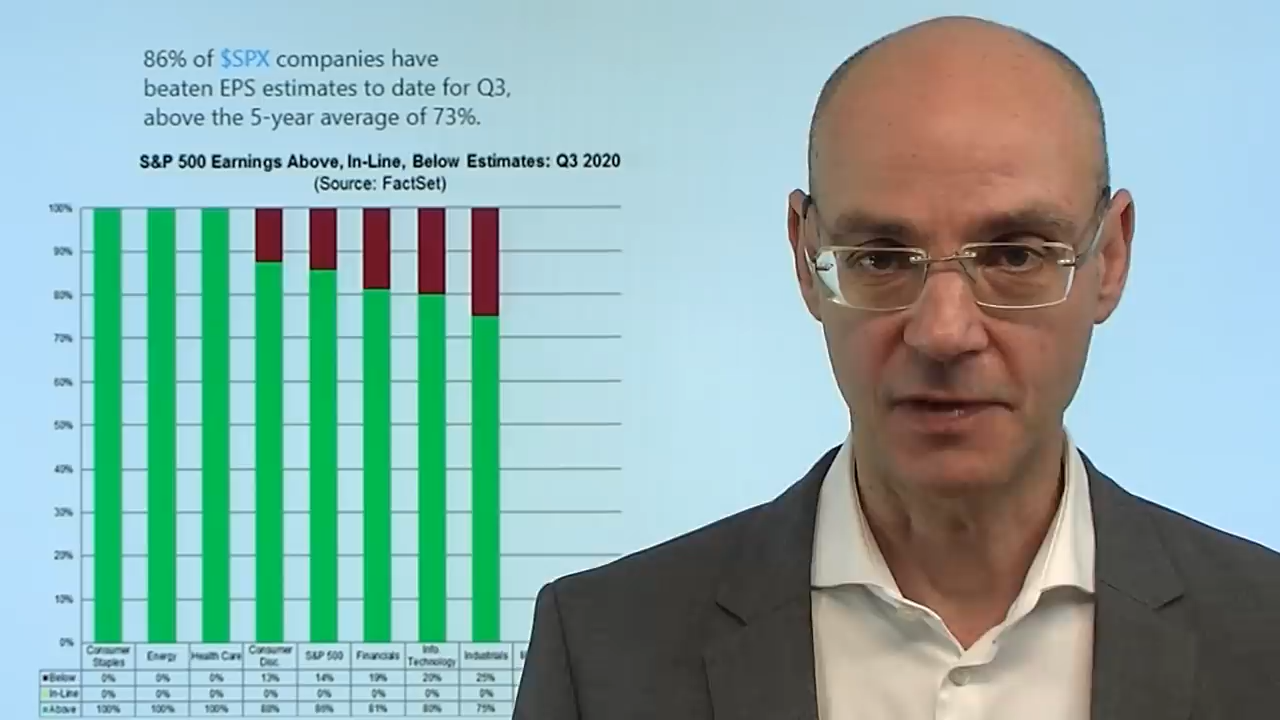 86% of $SPX companies have
beaten EPS estimates to date for Q3,
above the 5-year average of 73%.
S&P 500 Earnings Above, In-Line, Below Estimates: Q3 2020
(Source: FactSet)
100%
90%
80%
70%
60%
50%
40%
30%
20%
10%
0%
Consumer Staples Energy Health Care Consumer Disc. S&P 500 Financials Info. Technology Industrials
Below 0% 0% 0% 13% 14% 19% 20% 25%
In-Line 0% 0% 0% 0% 0% 0% 0% 0%
Above 100% 100% 100% 88% 86% 81% 80% 75%